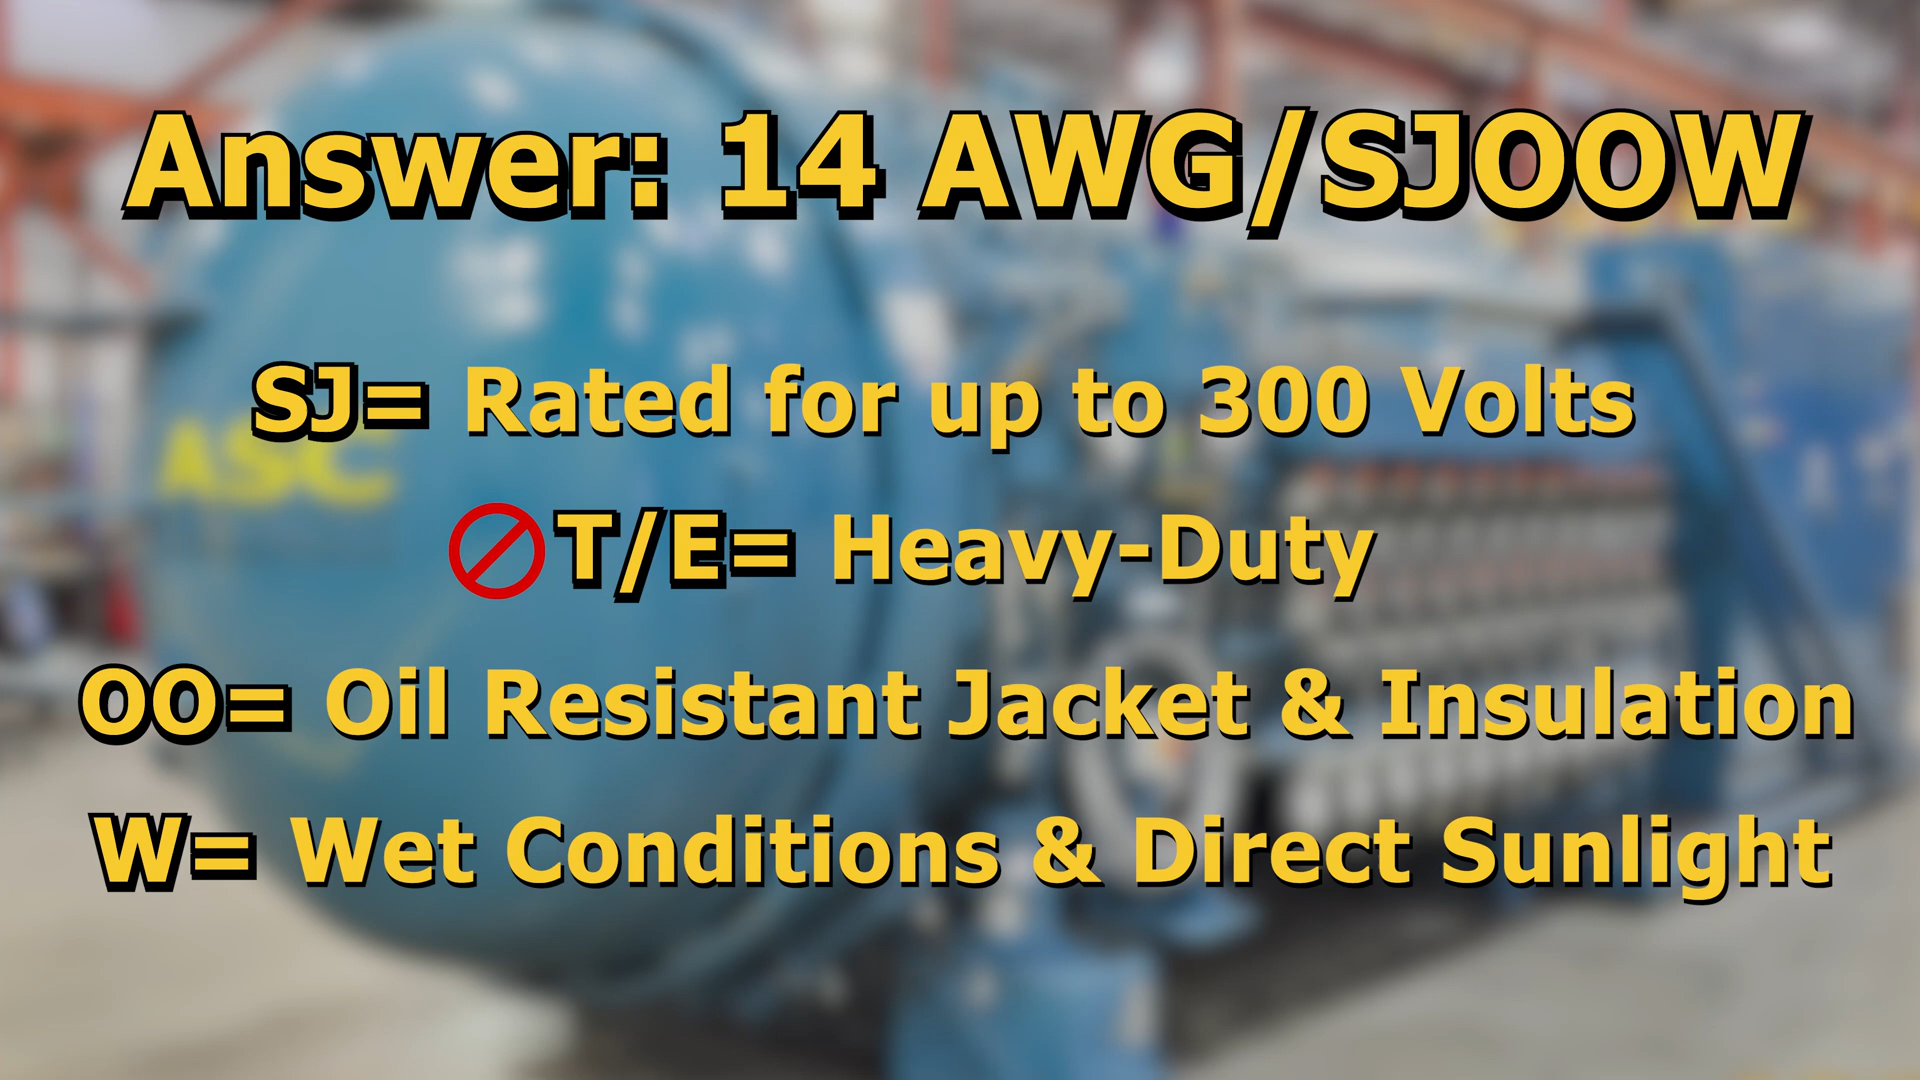 Answer: 14 AWG/SJOOW
SJ= Rated for up to 300 Volts
ASC
🚫T/E= Heavy-Duty
OO= Oil Resistant Jacket & Insulation
W= Wet Conditions & Direct Sunlight